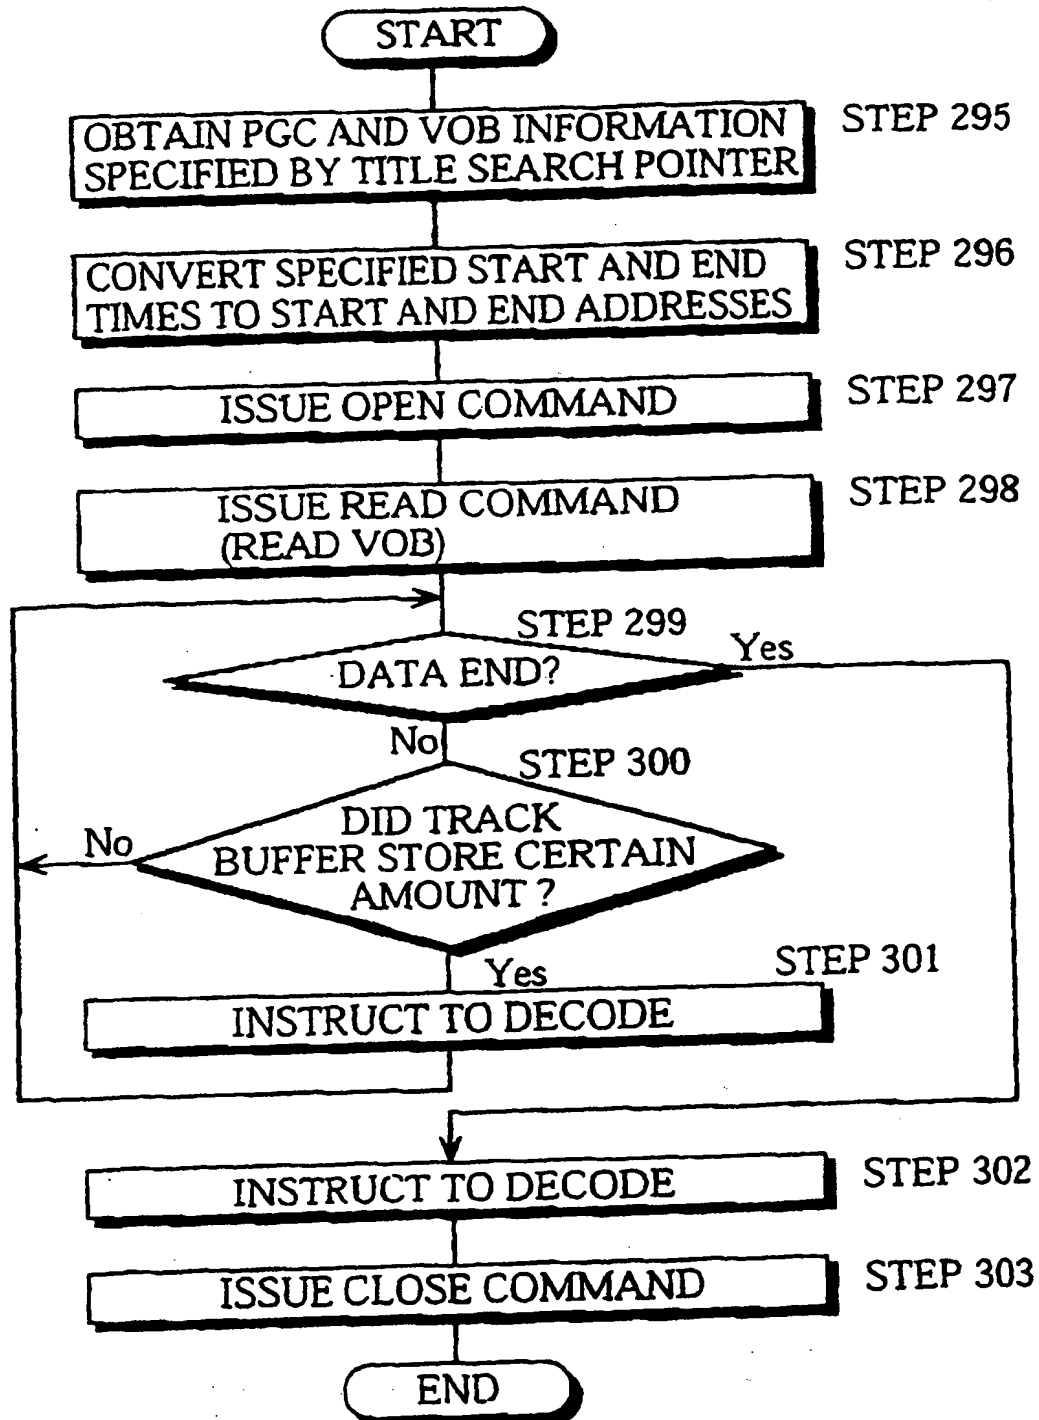 START
OBTAIN PGC AND VOB INFORMATION
SPECIFIED BY TITLE SEARCH POINTER
STEP 295
CONVERT SPECIFIED START AND END
TIMES TO START AND END ADDRESSES
STEP 296
ISSUE OPEN COMMAND
STEP 297
ISSUE READ COMMAND
(READ VOB)
STEP 298
STEP 299
DATA END?
Yes
No
STEP 300
DID TRACK
BUFFER STORE CERTAIN
AMOUNT ?
No
Yes
STEP 301
INSTRUCT TO DECODE
INSTRUCT TO DECODE
STEP 302
ISSUE CLOSE COMMAND
STEP 303
END